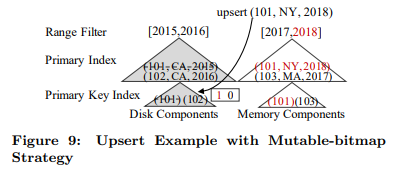 upsert (101, NY, 2018)
Range Filter [2015,2016] [2017,2018]
Primary Index (101, CA, 2015) (101, NY, 2018)
(102, CA, 2016) (103, MA,2017)
Primary Key Index (101) (102) 1 0 (101)(103)
Disk Components Memory Components
Figure 9: Upsert Example with Mutable-bitmap
Strategy